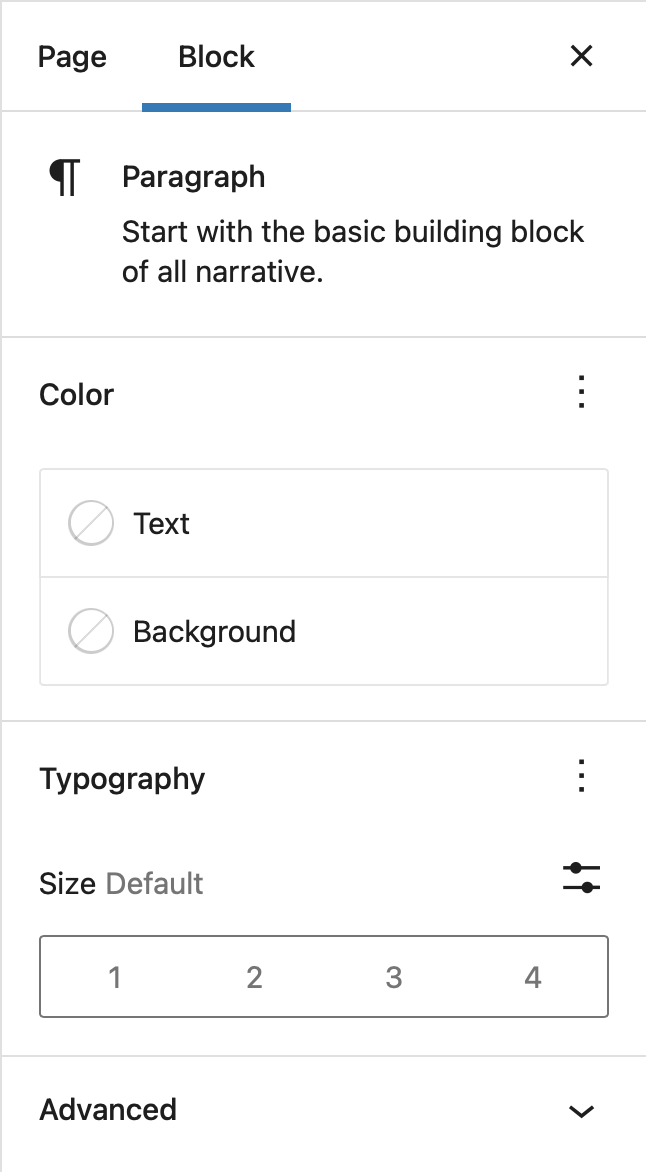 Page Block
Paragraph
Start with the basic building block
of all narrative.
Color
Text
Background
Typography
Size Default
1 2 3 4
Advanced